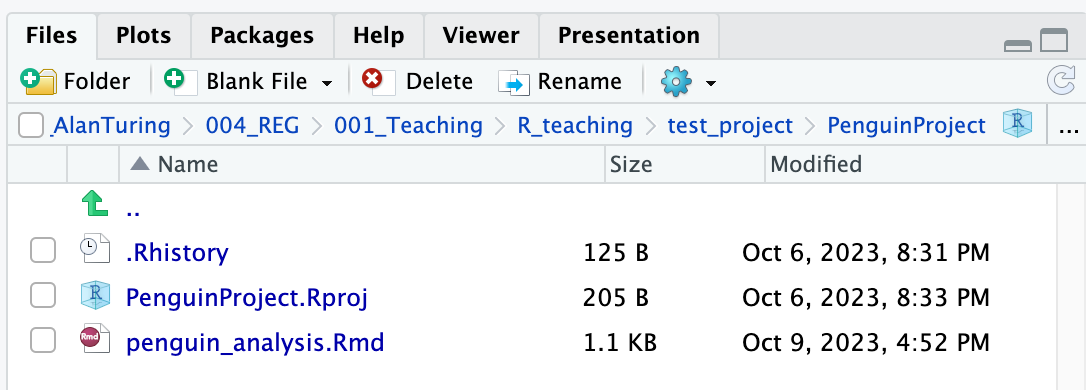 Files Plots Packages Help Viewer Presentation
Folder Blank File Delete Rename
_AlanTuring 004_REG 001_Teaching R_teaching test_project PenguinProject R ...
Name Size Modified
..
.Rhistory 125 B Oct 6, 2023, 8:31 PM
R PenguinProject.Rproj 205 B Oct 6, 2023, 8:33 PM
Rmd penguin_analysis.Rmd 1.1 KB Oct 9, 2023, 4:52 PM